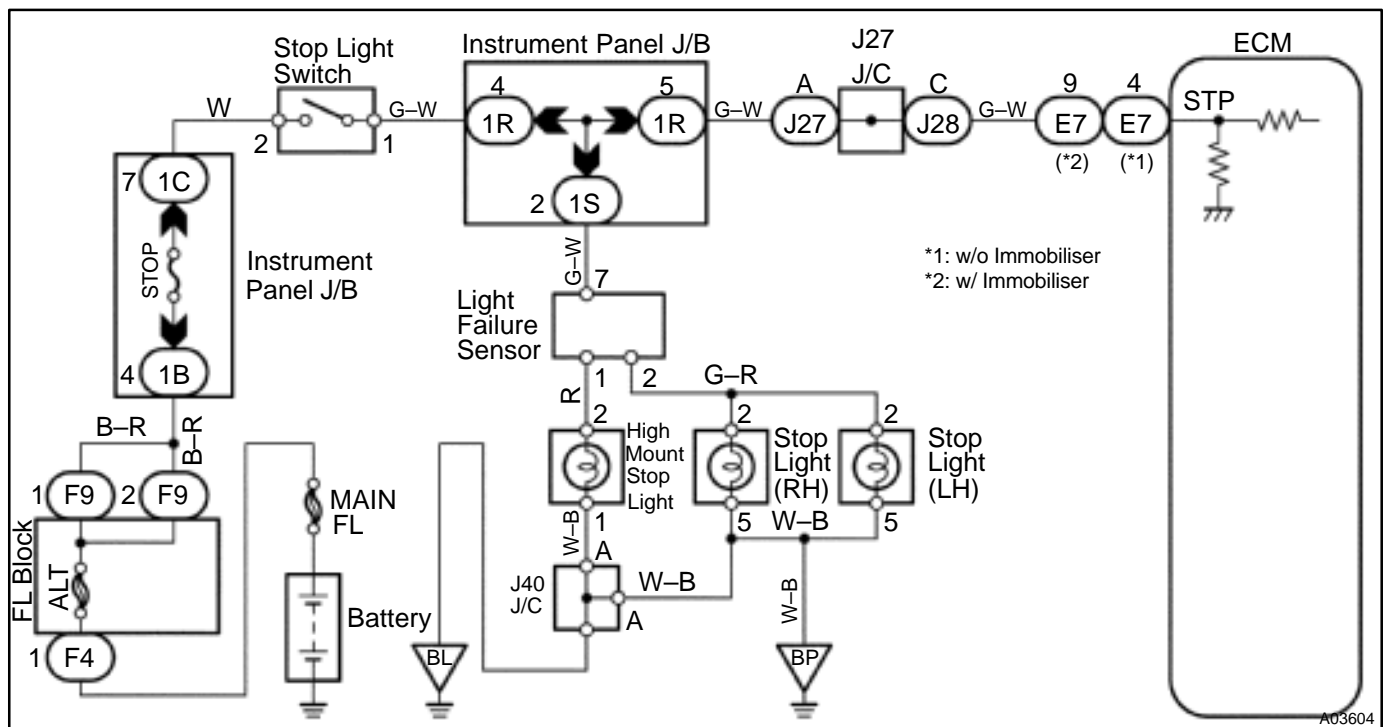 Stop Light
Switch
W
2
1
G–W
Instrument Panel J/B
4
1R
5
1R
2
1S
G–W
A
J27
J27
J/C
C
J28
G–W
9
E7
(*2)
4
E7
(*1)
ECM
STP
*1: w/o Immobiliser
*2: w/ Immobiliser
7
1C
STOP
4
1B
Instrument
Panel J/B
B–R
B–R
1
F9
2
F9
FL Block
ALT
1
F4
MAIN
FL
Battery
G–W
7
Light
Failure
Sensor
1
2
R
G–R
2
High
Mount
Stop
Light
1
W–B
2
Stop
Light
(RH)
5
2
Stop
Light
(LH)
5
W–B
A
J40
J/C
A
W–B
W–B
BL
BP
A03604